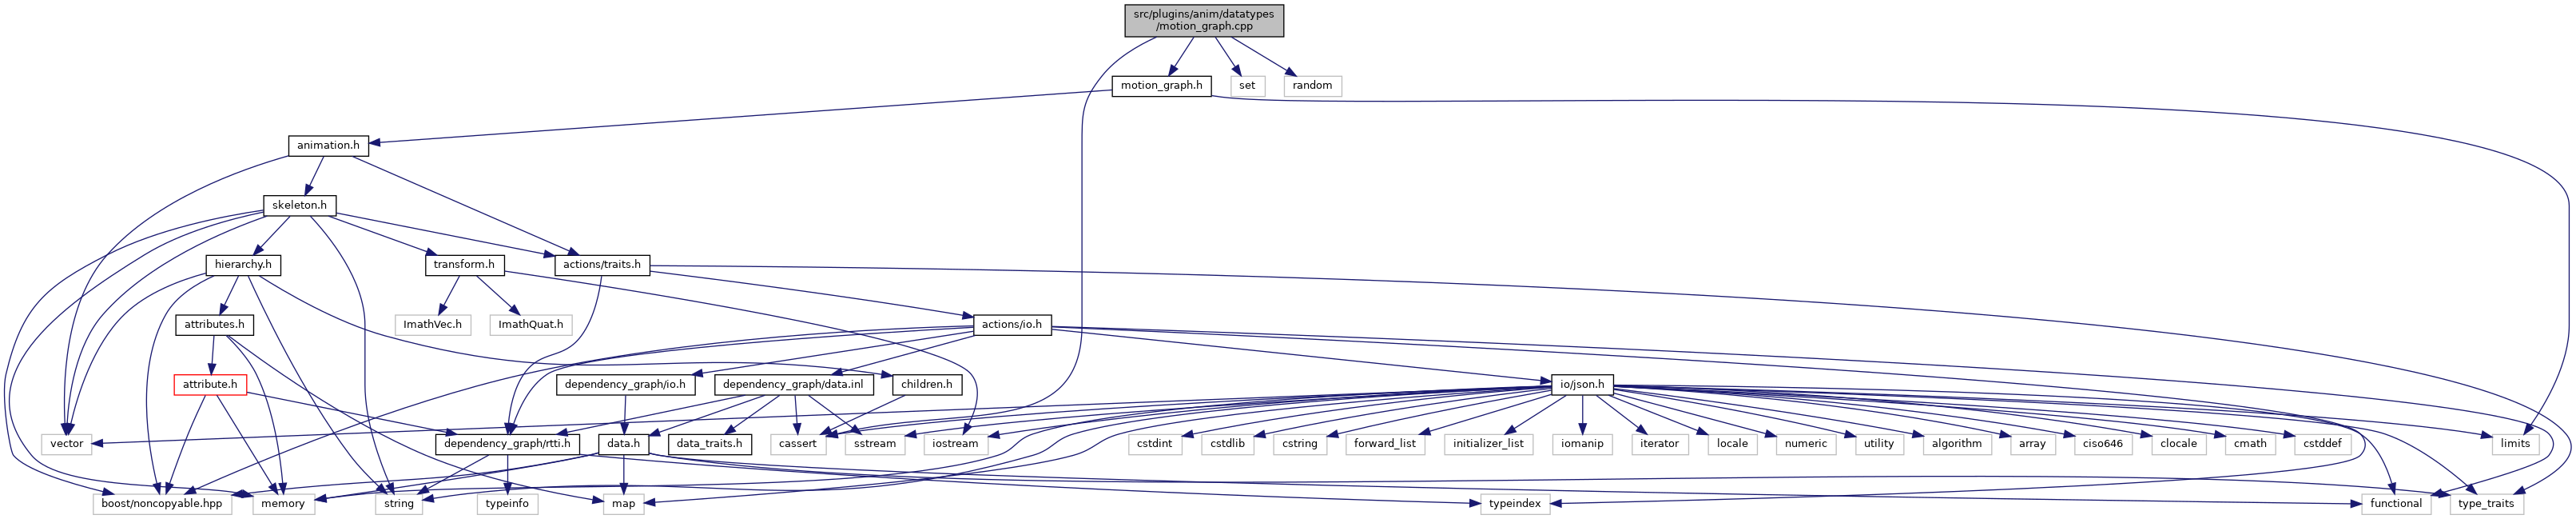 src/plugins/anim/datatypes
/motion_graph.cpp
motion_graph.h
set
random
animation.h
skeleton.h
hierarchy.h
transform.h
actions/traits.h
attributes.h
ImathVec.h
ImathQuat.h
actions/io.h
attribute.h
dependency_graph/io.h
dependency_graph/data.inl
children.h
io/json.h
vector
dependency_graph/rtti.h
data.h
data_traits.h
cassert
sstream
iostream
cstdint
cstdlib
cstring
forward_list
initializer_list
iomanip
iterator
locale
numeric
utility
algorithm
array
ciso646
clocale
cmath
cstddef
limits
boost/noncopyable.hpp
memory
string
typeinfo
map
typeindex
functional
type_traits